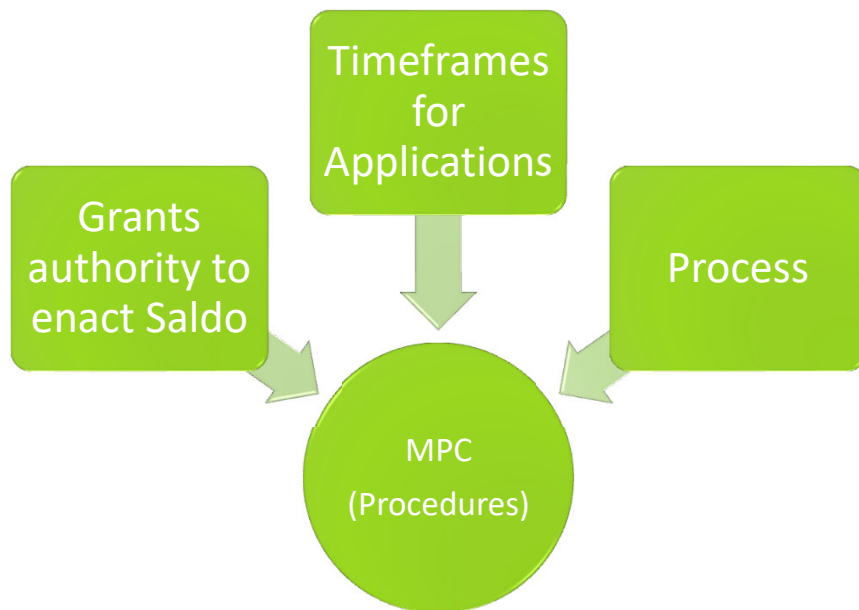 Timeframes
for
Applications
Grants
authority to
enact Saldo
Process
MPC
(Procedures)